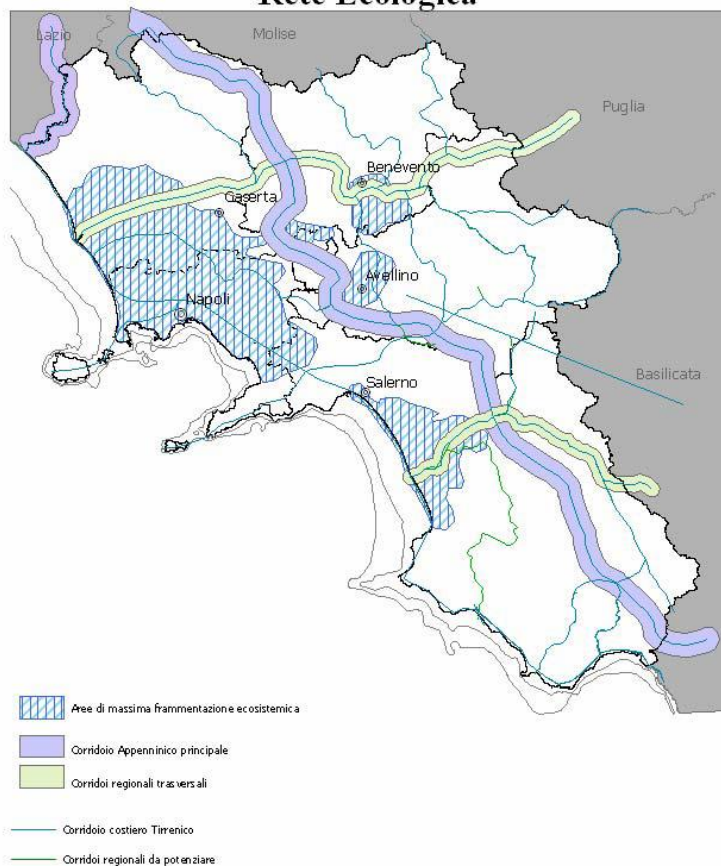 Rete Ecologica
Lazio
Molise
Puglia
Benevento
Caserta
Avellino
Napoli
Salerno
Basilicata
Aree di massima frammentazione ecosistemica
Corridoio Appenninico principale
Corridoi regionali trasversali
Corridoio costiero Tirrenico
Corridoi regionali da potenziare